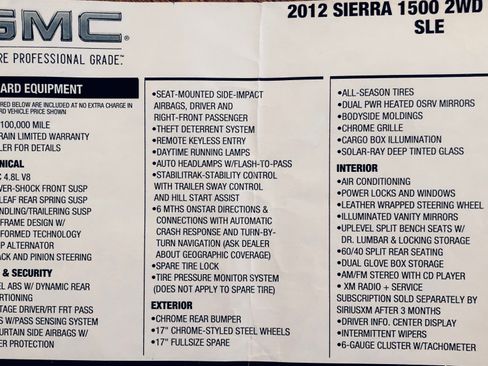 GMC
2012 SIERRA 1500 2WD
SLE
RE PROFESSIONAL GRADE.™
ARD EQUIPMENT
RED BELOW ARE INCLUDED AT NO EXTRA CHARGE IN
RD VEHICLE PRICE SHOWN
100,000 MILE
RAIN LIMITED WARRANTY
LER FOR DETAILS
NICAL
C 4.8L V8
VER-SHOCK FRONT SUSP
LEAF REAR SPRING SUSP
NDLING/TRAILERING SUSP
FRAME DESIGN W/
FORMED TECHNOLOGY
P ALTERNATOR
ACK AND PINION STEERING
& SECURITY
EL ABS W/ DYNAMIC REAR
ORTIONING
TAGE DRIVER/RT FRT PASS
S W/PASS SENSING SYSTEM
URTAIN SIDE AIRBAGS W/
ER PROTECTION
•SEAT-MOUNTED SIDE-IMPACT
AIRBAGS, DRIVER AND
RIGHT-FRONT PASSENGER
•THEFT DETERRENT SYSTEM
•REMOTE KEYLESS ENTRY
•DAYTIME RUNNING LAMPS
•AUTO HEADLAMPS W/FLASH-TO-PASS
•STABILITRAK-STABILITY CONTROL
WITH TRAILER SWAY CONTROL
AND HILL START ASSIST
•6 MTHS ONSTAR DIRECTIONS &
CONNECTIONS WITH AUTOMATIC
CRASH RESPONSE AND TURN-BY-
TURN NAVIGATION (ASK DEALER
ABOUT GEOGRAPHIC COVERAGE)
•SPARE TIRE LOCK
•TIRE PRESSURE MONITOR SYSTEM
(DOES NOT APPLY TO SPARE TIRE)
EXTERIOR
•CHROME REAR BUMPER
•17" CHROME-STYLED STEEL WHEELS
•17" FULLSIZE SPARE
•ALL-SEASON TIRES
•DUAL PWR HEATED OSRV MIRRORS
•BODYSIDE MOLDINGS
•CHROME GRILLE
•CARGO BOX ILLUMINATION
•SOLAR-RAY DEEP TINTED GLASS
INTERIOR
•AIR CONDITIONING
•POWER LOCKS AND WINDOWS
•LEATHER WRAPPED STEERING WHEEL
•ILLUMINATED VANITY MIRRORS
•UPLEVEL SPLIT BENCH SEATS W/
DR. LUMBAR & LOCKING STORAGE
•60/40 SPLIT REAR SEATING
•DUAL GLOVE BOX STORAGE
•AM/FM STEREO WITH CD PLAYER
• XM RADIO + SERVICE
SUBSCRIPTION SOLD SEPARATELY BY
SIRIUSXM AFTER 3 MONTHS
•DRIVER INFO. CENTER DISPLAY
•INTERMITTENT WIPERS
•6-GAUGE CLUSTER W/TACHOMETER